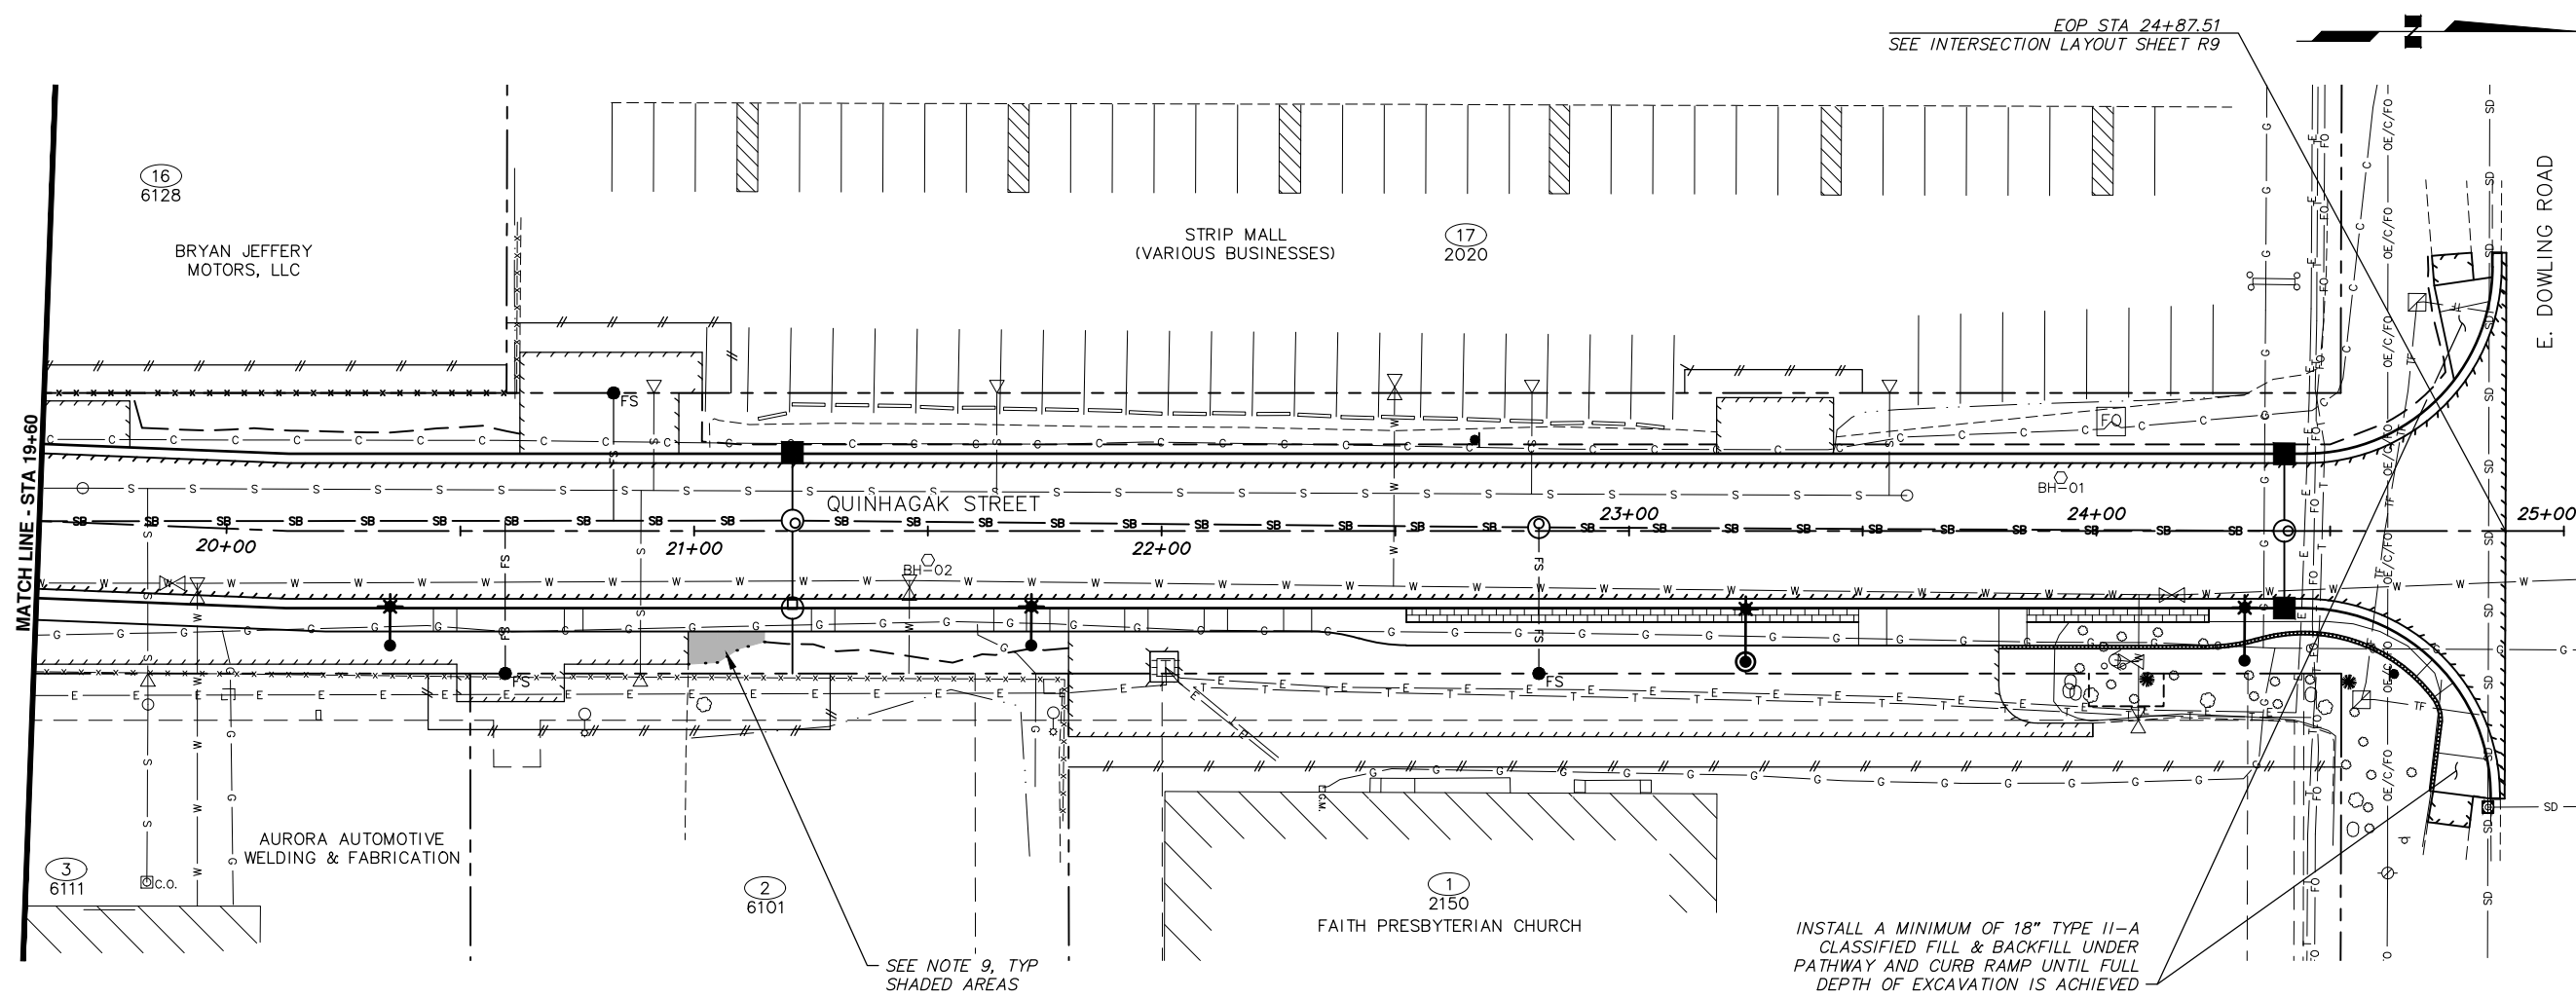 EOP STA 24+87.51
SEE INTERSECTION LAYOUT SHEET R9
N
E. DOWLING ROAD
16
6128
BRYAN JEFFERY
MOTORS, LLC
STRIP MALL
(VARIOUS BUSINESSES)
17
2020
MATCH LINE - STA 19+60
FS
FO
QUINHAGAK STREET
BH-01
20+00
21+00
22+00
23+00
24+00
25+00
BH-02
FS
FS
AURORA AUTOMOTIVE
WELDING & FABRICATION
3
6111
C.O.
2
6101
G.M.
1
2150
FAITH PRESBYTERIAN CHURCH
SEE NOTE 9, TYP
SHADED AREAS
INSTALL A MINIMUM OF 18" TYPE II-A
CLASSIFIED FILL & BACKFILL UNDER
PATHWAY AND CURB RAMP UNTIL FULL
DEPTH OF EXCAVATION IS ACHIEVED